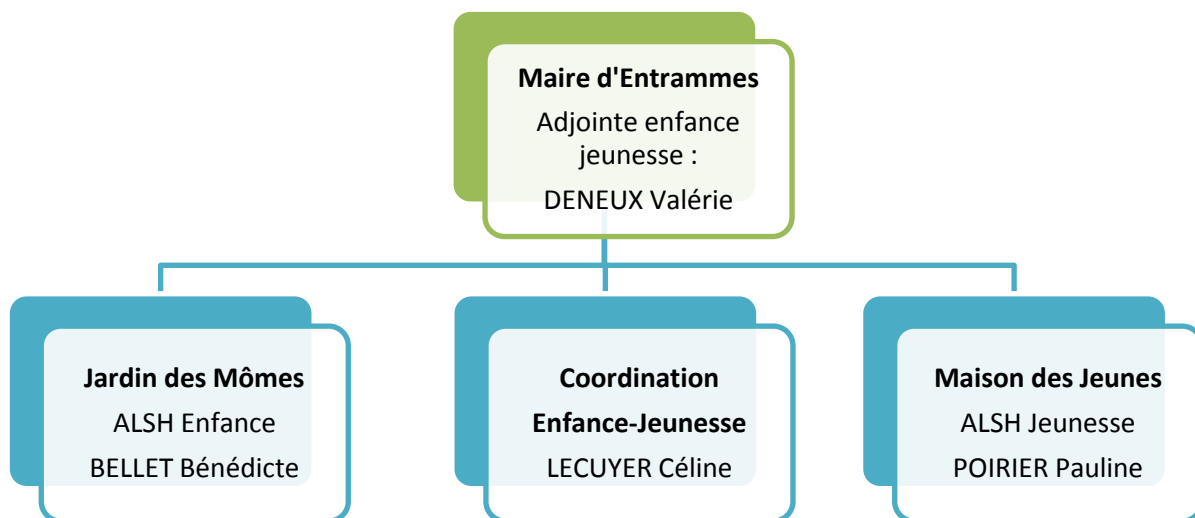 Maire d'Entrammes
Adjointe enfance
jeunesse :
DENEUX Valérie
Jardin des Mômes
ALSH Enfance
BELLET Bénédicte
Coordination
Enfance-Jeunesse
LECUYER Céline
Maison des Jeunes
ALSH Jeunesse
POIRIER Pauline